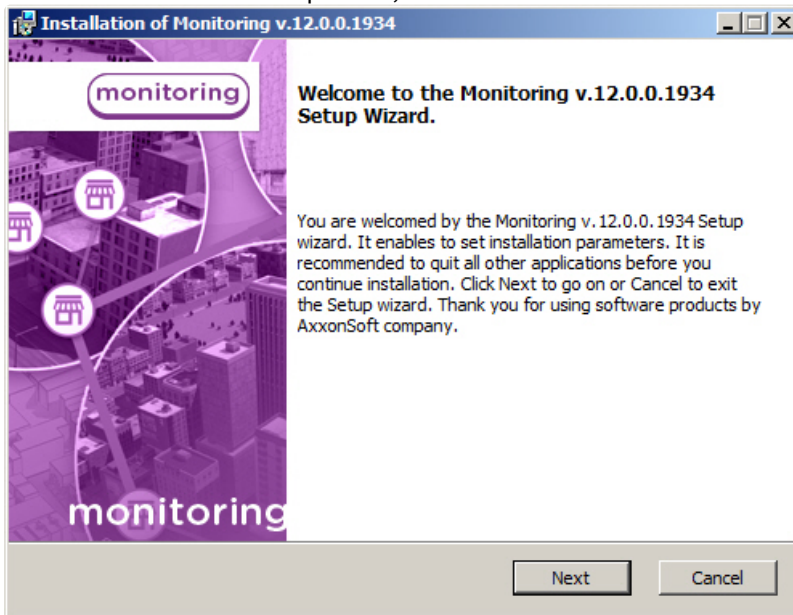 Installation of Monitoring v.12.0.0.1934
monitoring
Welcome to the Monitoring v.12.0.0.1934
Setup Wizard.
You are welcomed by the Monitoring v.12.0.0.1934 Setup
wizard. It enables to set installation parameters. It is
recommended to quit all other applications before you
continue installation. Click Next to go on or Cancel to exit
the Setup wizard. Thank you for using software products by
AxxonSoft company.
monitoring
Next
Cancel